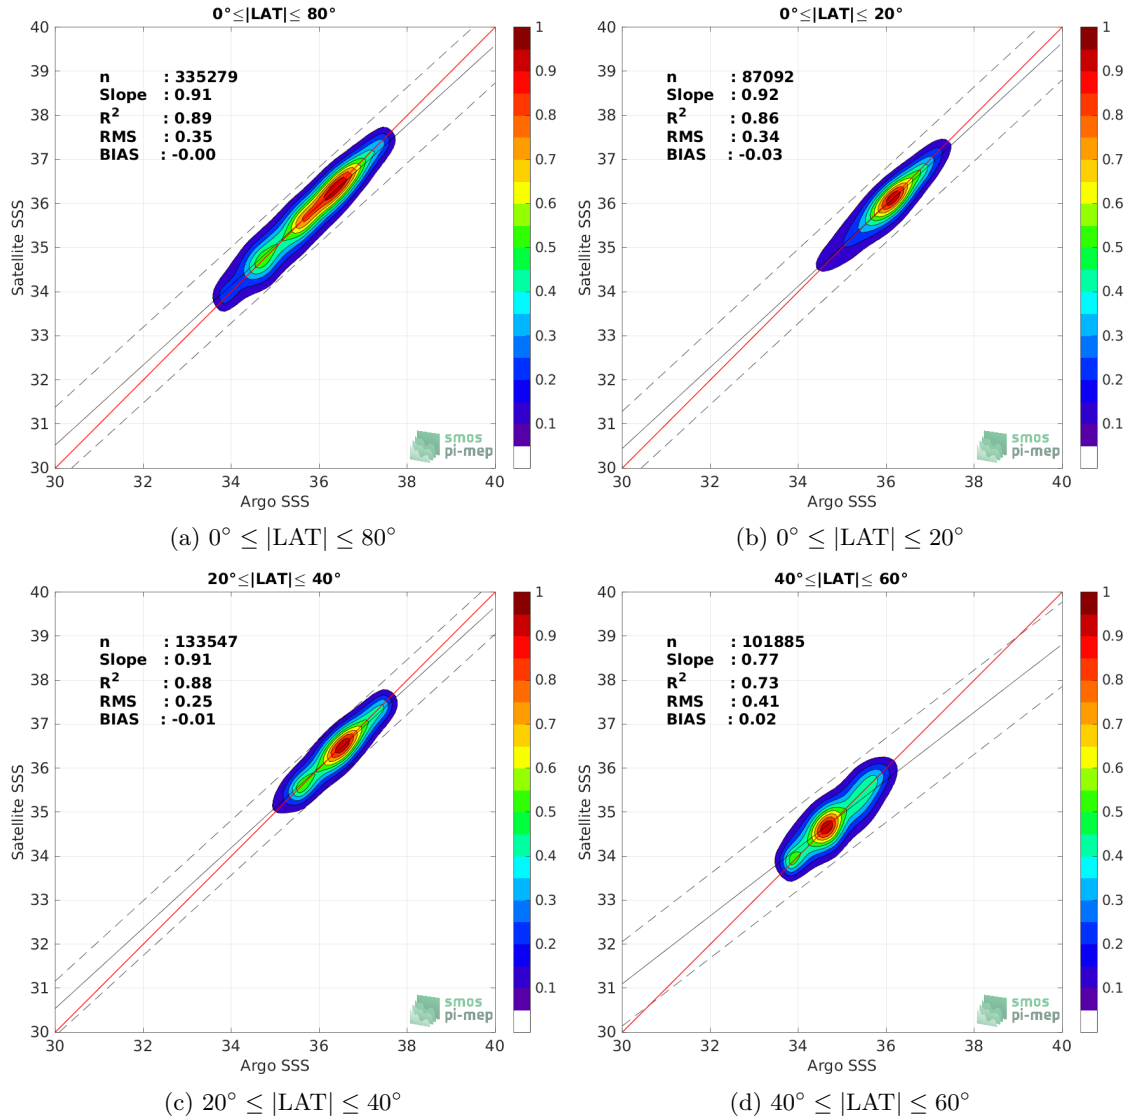 0°≤|LAT|≤ 80°
40
39
38
37
36
35
34
33
32
31
30
Satellite SSS
n : 335279
Slope : 0.91
R² : 0.89
RMS : 0.35
BIAS : -0.00
smos
pi-mep
30 32 34 36 38 40
Argo SSS
1
0.9
0.8
0.7
0.6
0.5
0.4
0.3
0.2
0.1
(a) 0° ≤ |LAT| ≤ 80°
0°≤|LAT|≤ 20°
40
39
38
37
36
35
34
33
32
31
30
Satellite SSS
n : 87092
Slope : 0.92
R² : 0.86
RMS : 0.34
BIAS : -0.03
smos
pi-mep
30 32 34 36 38 40
Argo SSS
1
0.9
0.8
0.7
0.6
0.5
0.4
0.3
0.2
0.1
(b) 0° ≤ |LAT| ≤ 20°
20°≤|LAT|≤ 40°
40
39
38
37
36
35
34
33
32
31
30
Satellite SSS
n : 133547
Slope : 0.91
R² : 0.88
RMS : 0.25
BIAS : -0.01
smos
pi-mep
30 32 34 36 38 40
Argo SSS
1
0.9
0.8
0.7
0.6
0.5
0.4
0.3
0.2
0.1
(c) 20° ≤ |LAT| ≤ 40°
40°≤|LAT|≤ 60°
40
39
38
37
36
35
34
33
32
31
30
Satellite SSS
n : 101885
Slope : 0.77
R² : 0.73
RMS : 0.41
BIAS : 0.02
smos
pi-mep
30 32 34 36 38 40
Argo SSS
1
0.9
0.8
0.7
0.6
0.5
0.4
0.3
0.2
0.1
(d) 40° ≤ |LAT| ≤ 60°